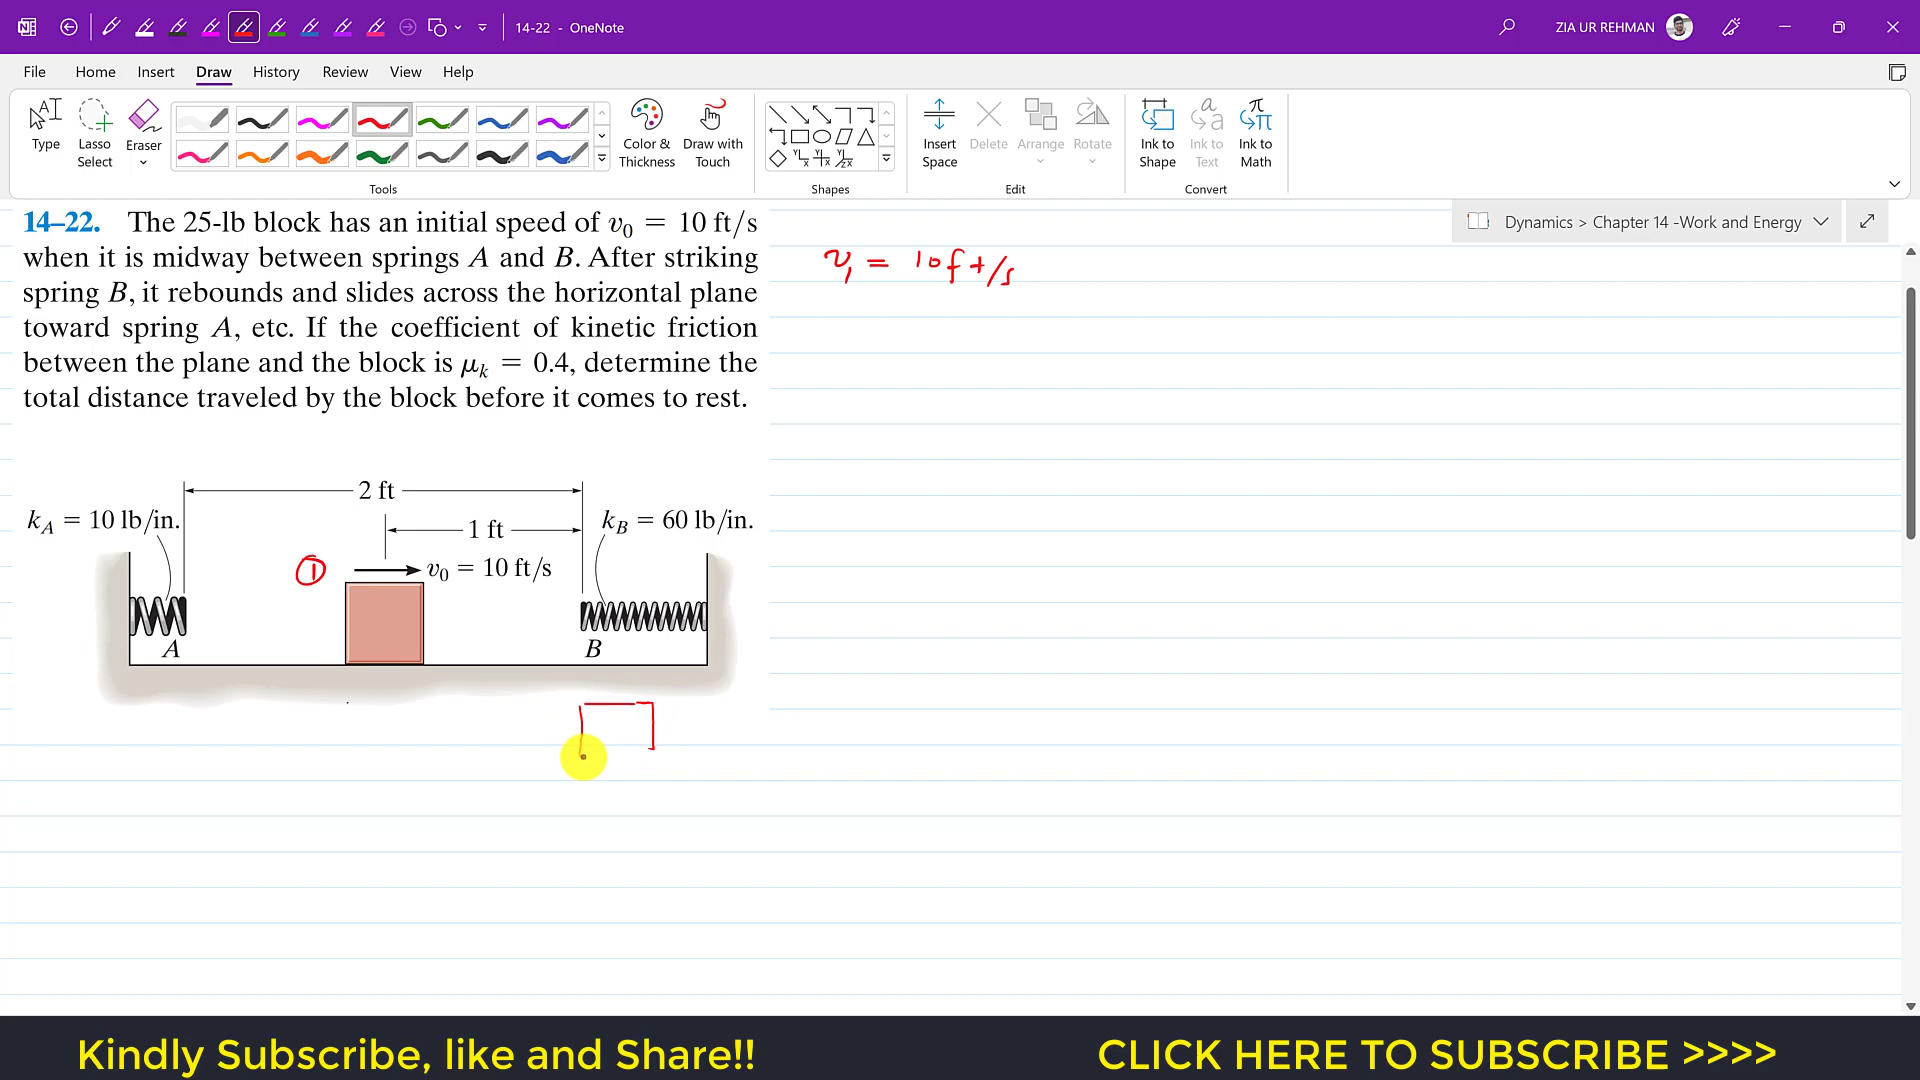 14-22 - OneNote
ZIA UR REHMAN
File Home Insert Draw History Review View Help
Type
Lasso Select
Eraser
Color & Thickness
Draw with Touch
Insert Space
Delete
Arrange
Rotate
Ink to Shape
Ink to Text
Ink to Math
Tools
Shapes
Edit
Convert
Dynamics > Chapter 14 -Work and Energy
14–22. The 25-lb block has an initial speed of v₀ = 10 ft/s
when it is midway between springs A and B. After striking
spring B, it rebounds and slides across the horizontal plane
toward spring A, etc. If the coefficient of kinetic friction
between the plane and the block is μₖ = 0.4, determine the
total distance traveled by the block before it comes to rest.
v₁ = 10 ft/s
2 ft
k_A = 10 lb/in.
1 ft
k_B = 60 lb/in.
①
v₀ = 10 ft/s
A
B
Kindly Subscribe, like and Share!!
CLICK HERE TO SUBSCRIBE >>>>